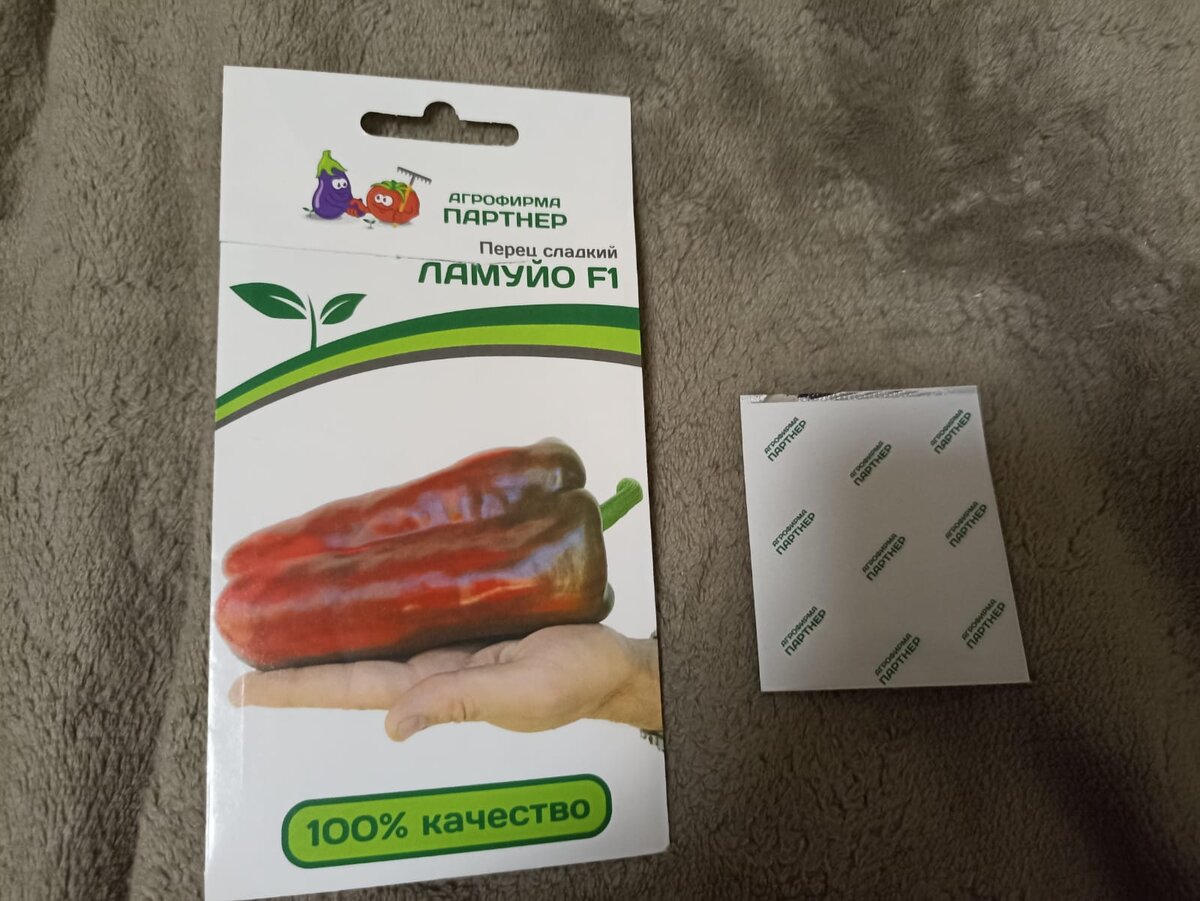 АГРОФИРМА
ПАРТНЕР
Перец сладкий
ЛАМУЙО F1
100% качество
АГРОФИРМА
ПАРТНЕР
АГРОФИРМА
ПАРТНЕР
АГРОФИРМА
ПАРТНЕР
АГРОФИРМА
ПАРТНЕР
АГРОФИРМА
ПАРТНЕР
АГРОФИРМА
ПАРТНЕР
АГРОФИРМА
ПАРТНЕР
АГРОФИРМА
ПАРТНЕР
АГРОФИРМА
ПАРТНЕР